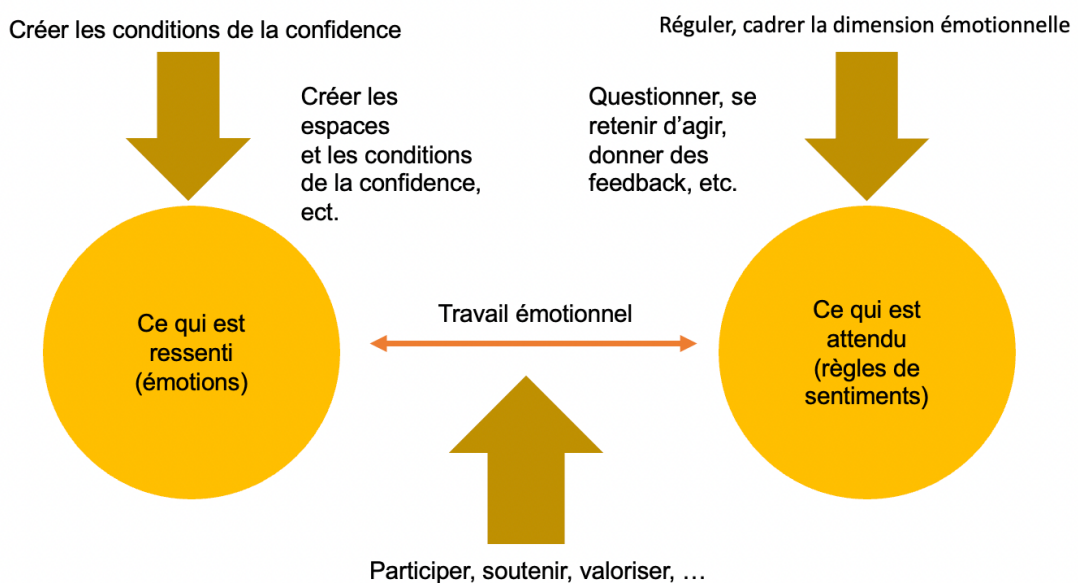 Créer les conditions de la confidence
Réguler, cadrer la dimension émotionnelle
Créer les
espaces
et les conditions
de la confidence,
ect.
Questionner, se
retenir d’agir,
donner des
feedback, etc.
Ce qui est
ressenti
(émotions)
Travail émotionnel
Ce qui est
attendu
(règles de
sentiments)
Participer, soutenir, valoriser, …